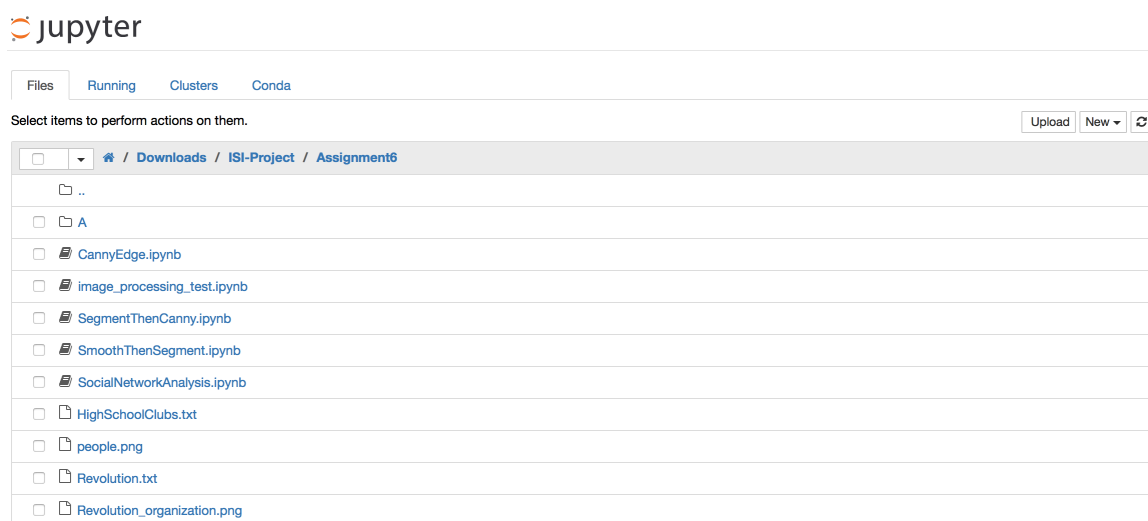 jupyter
Files Running Clusters Conda
Select items to perform actions on them.
Upload New
/ Downloads / ISI-Project / Assignment6
..
A
CannyEdge.ipynb
image_processing_test.ipynb
SegmentThenCanny.ipynb
SmoothThenSegment.ipynb
SocialNetworkAnalysis.ipynb
HighSchoolClubs.txt
people.png
Revolution.txt
Revolution_organization.png